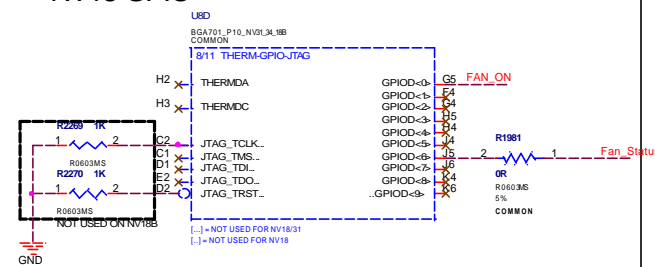 U8D
BGA701_P10_NV31_34_18B
COMMON
8/11 THERM-GPIO-JTAG
H2 THERMDA GPIOD<0> G5 FAN_ON
GPIOD<1> F4
H3 THERMDC GPIOD<2> G4
GPIOD<3> H5
GPIOD<4> H4
R2269 1K
1 2 C2 JTAG_TCLK... GPIOD<5> J4
R0603MS
C1 JTAG_TMS... GPIOD<6> J5 2 R1981 1 Fan_Statu
D1 JTAG_TDI... GPIOD<7> J6 0R
E2 JTAG_TDO... GPIOD<8> K4 R0603MS
R2270 1K
1 2 D2 JTAG_TRST... ..GPIOD<9> K6 5%
R0603MS
COMMON
NOT USED ON NV18B
[...] = NOT USED FOR NV18/31
[..] = NOT USED FOR NV18
GND